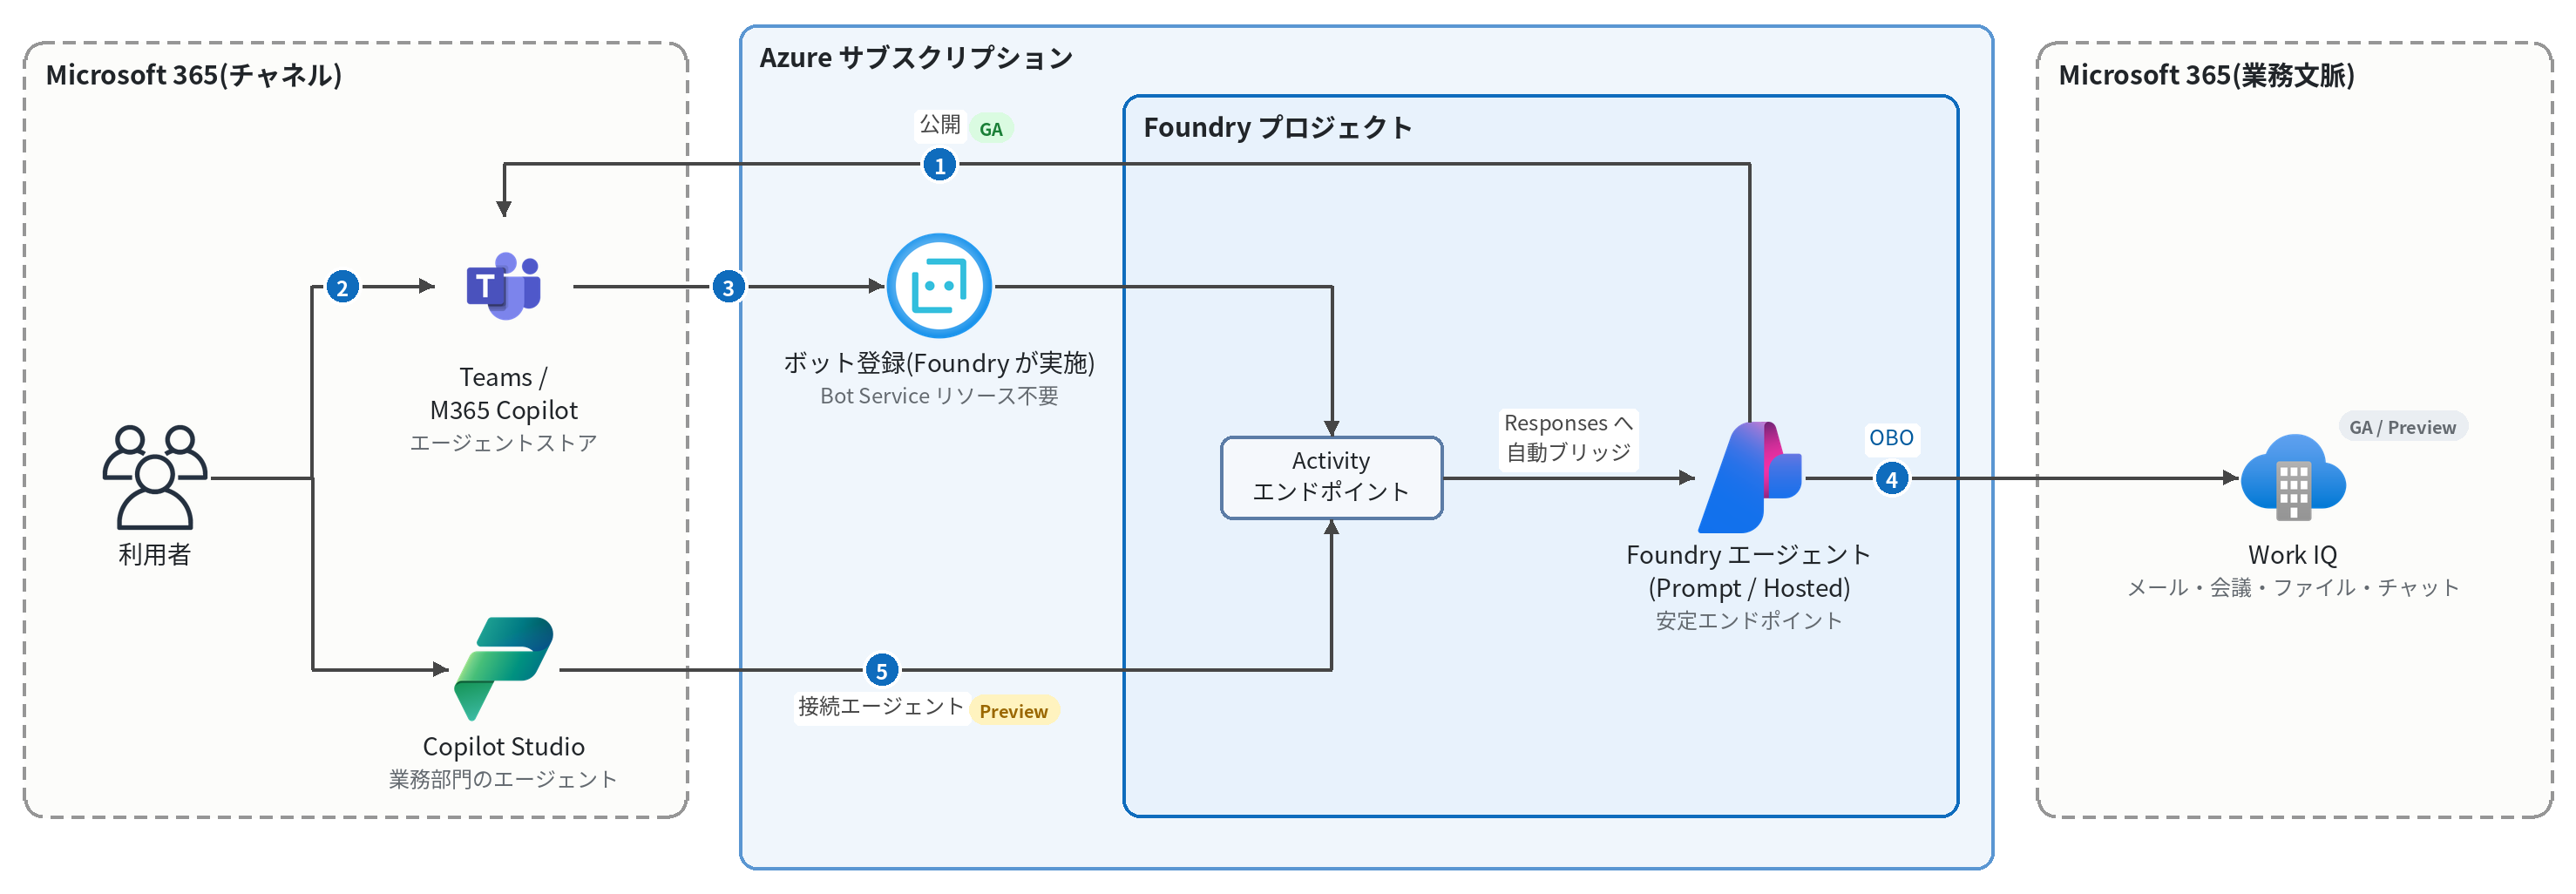 Microsoft 365(チャネル)
Azure サブスクリプション
Microsoft 365(業務文脈)
Foundry プロジェクト
公開 GA
1
2
T
3
ボット登録(Foundry が実施)
Bot Service リソース不要
Teams /
M365 Copilot
エージェントストア
利用者
Activity
エンドポイント
Responses へ
自動ブリッジ
OBO
4
GA / Preview
Foundry エージェント
(Prompt / Hosted)
安定エンドポイント
Work IQ
メール・会議・ファイル・チャット
5
接続エージェント Preview
Copilot Studio
業務部門のエージェント